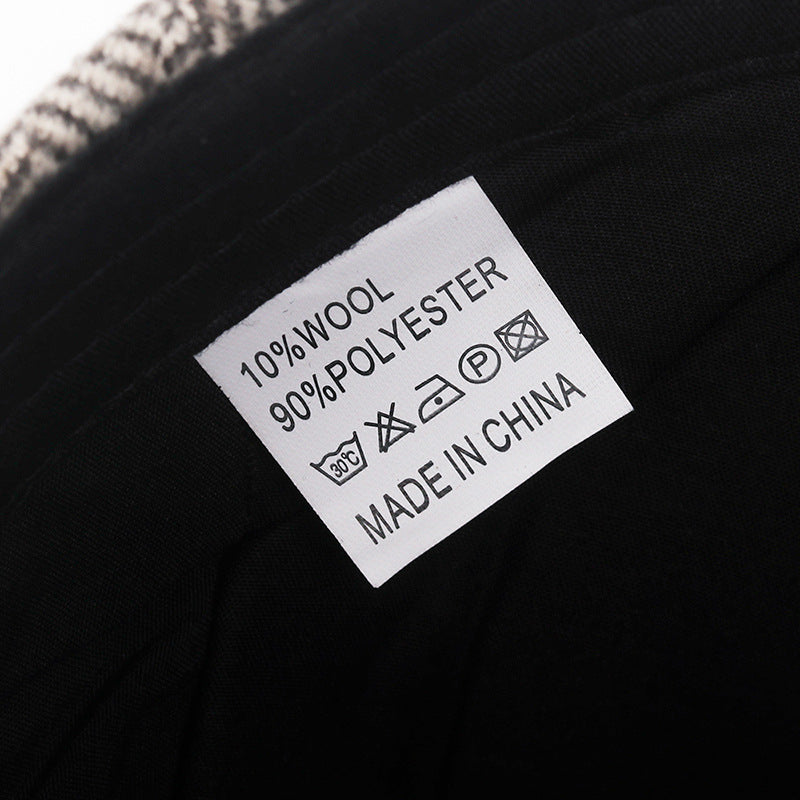 10%WOOL
90%POLYESTER
30℃ P
MADE IN CHINA